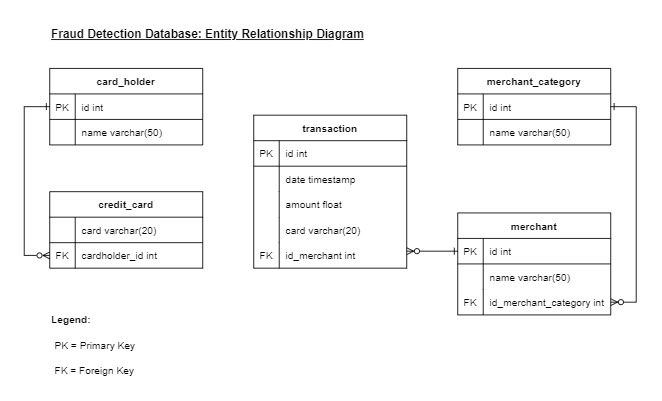 Fraud Detection Database: Entity Relationship Diagram
card_holder
PK id int
name varchar(50)
credit_card
card varchar(20)
FK cardholder_id int
transaction
PK id int
date timestamp
amount float
card varchar(20)
FK id_merchant int
merchant_category
PK id int
name varchar(50)
merchant
PK id int
name varchar(50)
FK id_merchant_category int
Legend:
PK = Primary Key
FK = Foreign Key